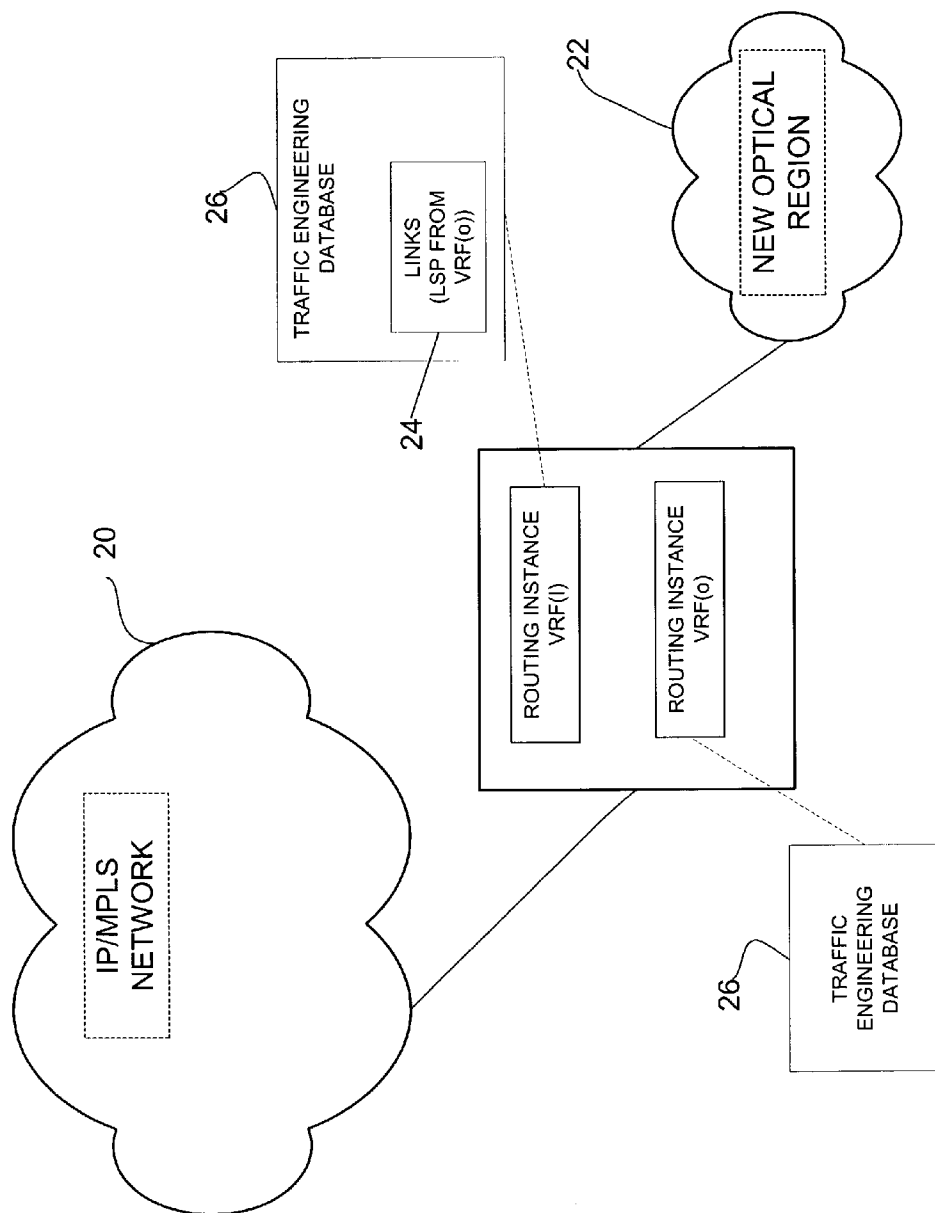 20
IP/MPLS
NETWORK
26
TRAFFIC ENGINEERING
DATABASE
LINKS
(LSP FROM
VRF(o))
24
ROUTING INSTANCE
VRF(I)
ROUTING INSTANCE
VRF(o)
26
TRAFFIC
ENGINEERING
DATABASE
22
NEW OPTICAL
REGION